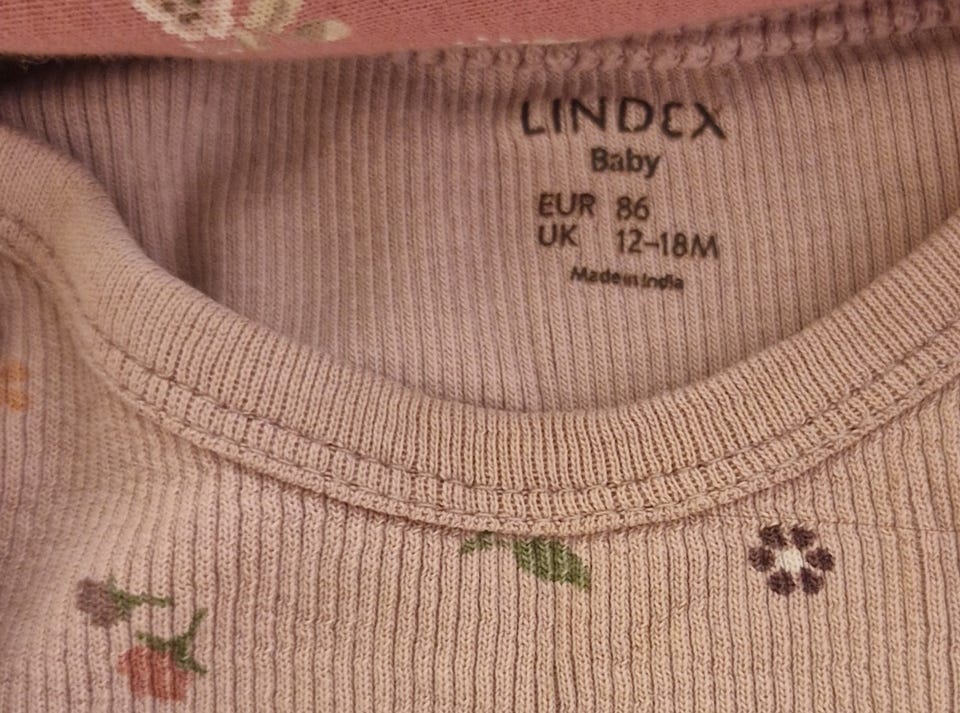 LINDEX
Baby
EUR 86
UK 12-18M
Made in India